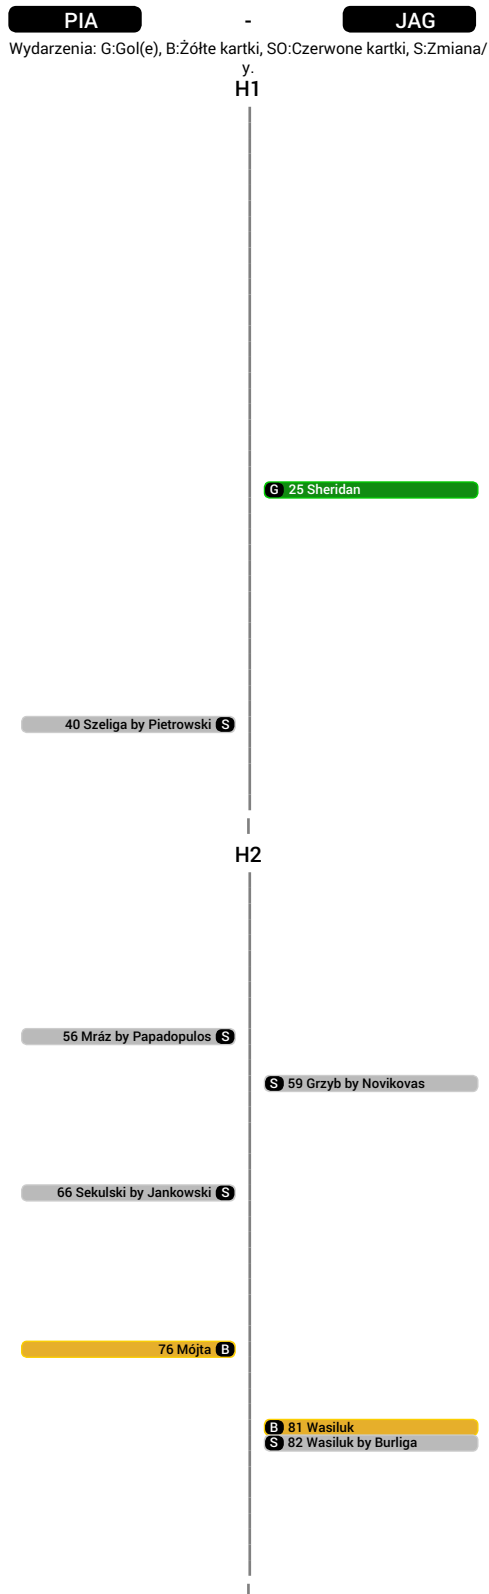 PIA - JAG
Wydarzenia: G:Gol(e), B:Żółte kartki, SO:Czerwone kartki, S:Zmiana/
y.
H1
G 25 Sheridan
40 Szeliga by Pietrowski S
H2
56 Mráz by Papadopulos S
S 59 Grzyb by Novikovas
66 Sekulski by Jankowski S
76 Mójta B
B 81 Wasiluk
S 82 Wasiluk by Burliga